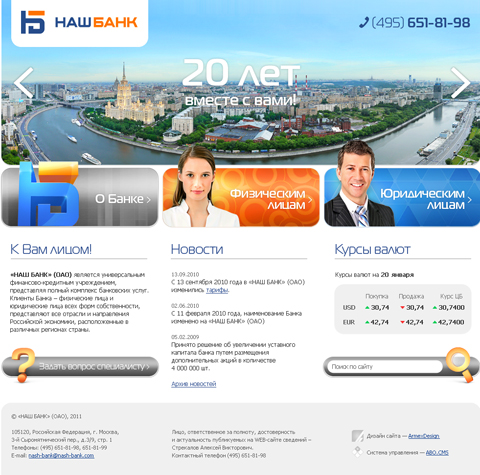 НАШБАНК
(495) 651-81-98
20 лет
вместе с вами!
О Банке
Физическим
лицам
Юридическим
лицам
К Вам лицом!
«НАШ БАНК» (ОАО) является универсальным
финансово-кредитным учреждением,
представляя полный комплекс банковских услуг.
Клиенты Банка – физические лица и
юридические лица всех форм собственности,
представляют все отрасли и направления
Российской экономики, расположенные в
различных регионах страны.
Задать вопрос специалисту
Новости
13.09.2010
С 13 сентября 2010 года в «НАШ БАНК» (ОАО)
изменились тарифы.
02.06.2010
С 11 февраля 2010 года, наименование Банка
изменено на «НАШ БАНК» (ОАО)
05.02.2009
Принято решение об увеличении уставного
капитала банка путем размещения
дополнительных акций в количестве
4 000 000 шт.
Архив новостей
Курсы валют
Курсы валют на 20 января
Покупка Продажа Курс ЦБ
USD 30,74 30,74 30,7400
EUR 42,74 42,74 42,7400
Поиск по сайту
© «НАШ БАНК» (ОАО), 2011
105120, Российская Федерация, г. Москва,
3-й Сыромятнический пер., д.3/9, стр. 1
Телефоны: (495) 651-81-98, 651-81-99
E-mail: nash-bank@nash-bank.com
Лицо, ответственное за полноту, достоверность
и актуальность публикуемых на WEB-сайте сведений –
Стрекалов Алексей Викторович.
Контактный телефон (495) 651-81-98
Дизайн сайта — ArmexDesign
Система управления — ABO.CMS